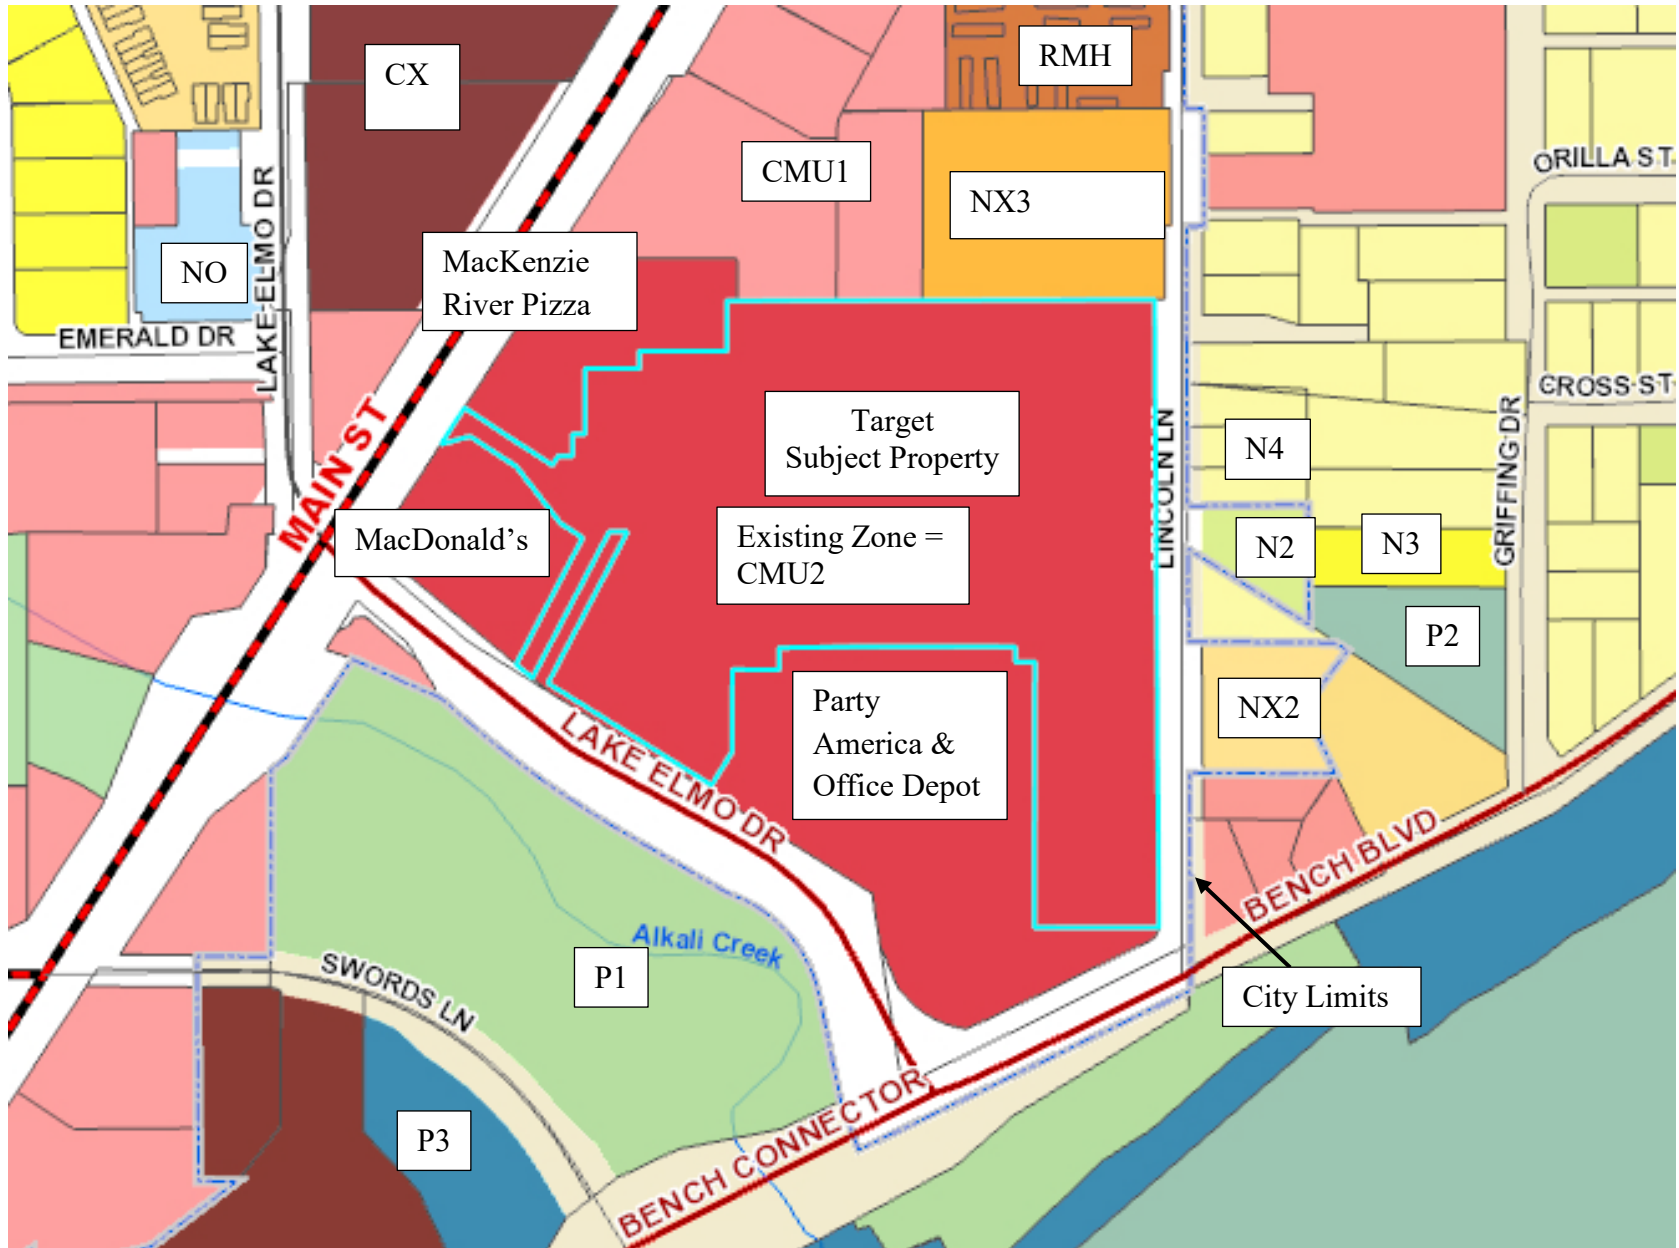 CX
RMH
CMU1
NX3
ORILLA ST
LAKE ELMO DR
NO
MacKenzie
River Pizza
EMERALD DR
CROSS ST
MAIN ST
Target
Subject Property
LINCOLN LN
GRIFFING DR
N4
MacDonald’s
Existing Zone =
CMU2
N2
N3
P2
NX2
Party
America &
Office Depot
LAKE ELMO DR
BENCH BLVD
Alkali Creek
SWORDS LN
P1
City Limits
P3
BENCH CONNECTOR